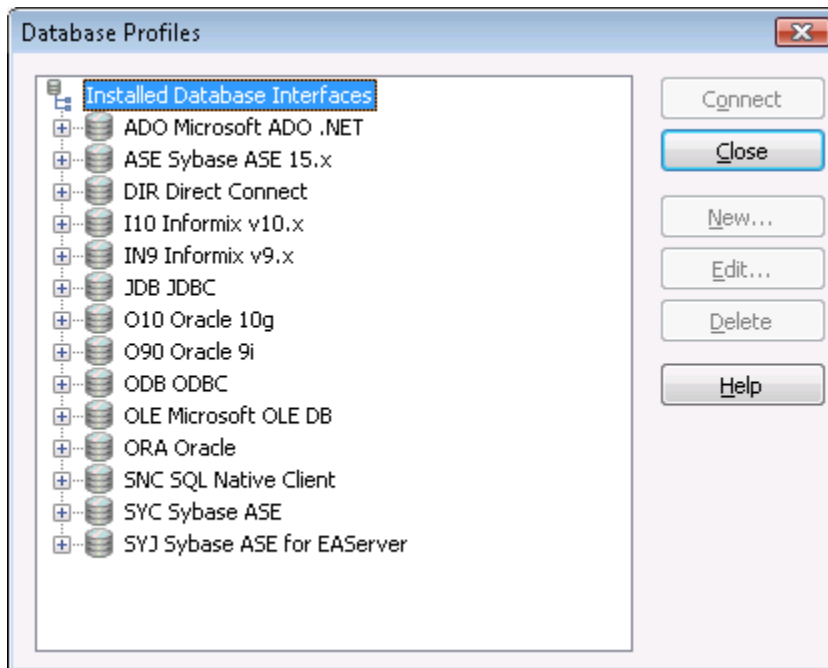 Database Profiles
Installed Database Interfaces
ADO Microsoft ADO .NET
ASE Sybase ASE 15.x
DIR Direct Connect
I10 Informix v10.x
IN9 Informix v9.x
JDB JDBC
O10 Oracle 10g
O90 Oracle 9i
ODB ODBC
OLE Microsoft OLE DB
ORA Oracle
SNC SQL Native Client
SYC Sybase ASE
SYJ Sybase ASE for EAServer
Connect
Close
New...
Edit...
Delete
Help